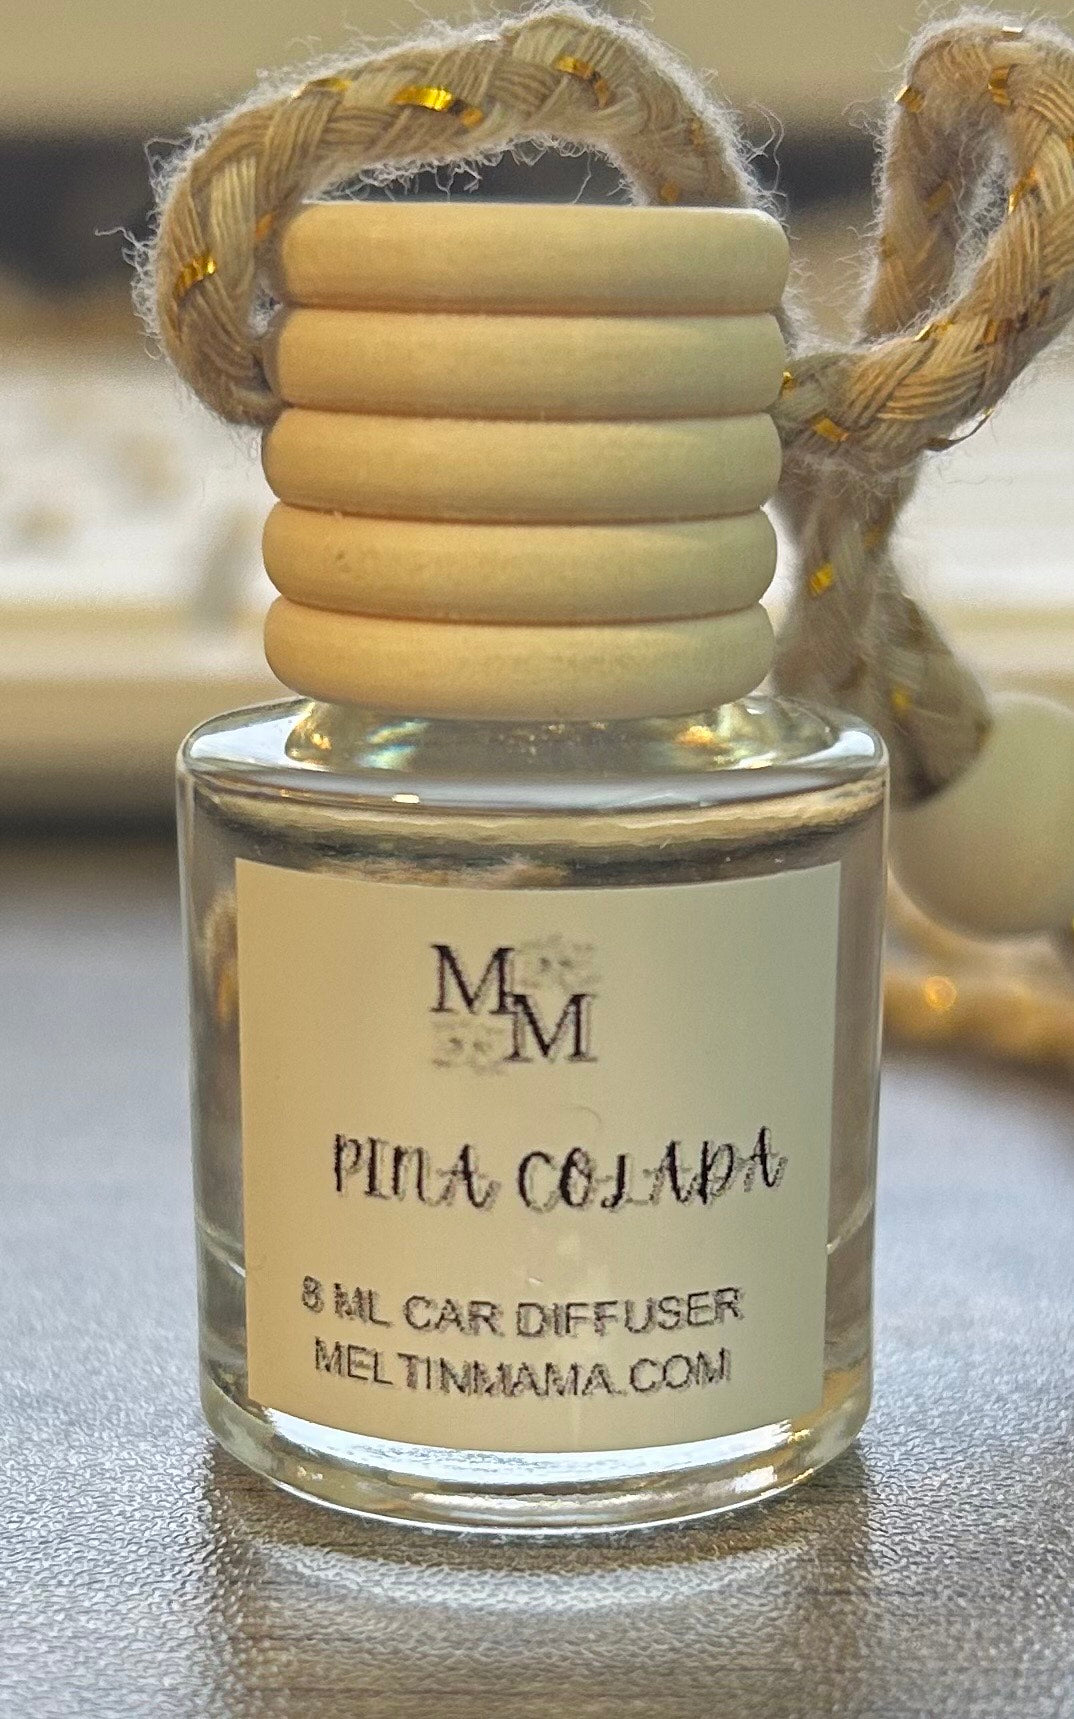 MM
PINA COLADA
8 ML CAR DIFFUSER
MELTINMAMA.COM